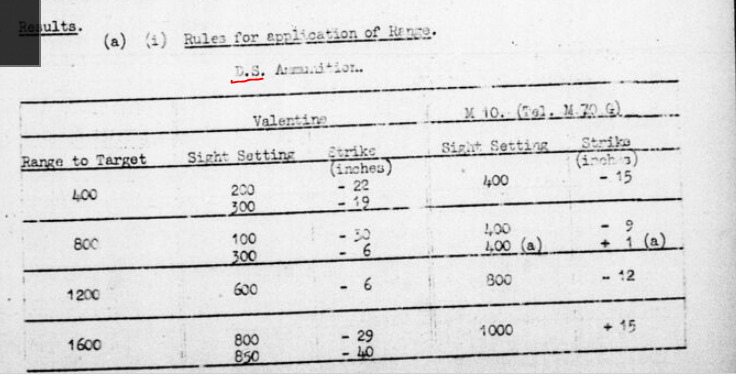 Results.
(a) (i) Rules for application of Range.
D.S. Ammunition.
Valentine M 10. (Tel. M 70 G)
Range to Target Sight Setting Strike (inches) Sight Setting Strike (inches)
400 200 - 22 400 - 15
300 - 19
800 100 - 30 400 - 9
300 - 6 400 (a) + 1 (a)
1200 600 - 6 800 - 12
1600 800 - 29 1000 + 15
850 - 40